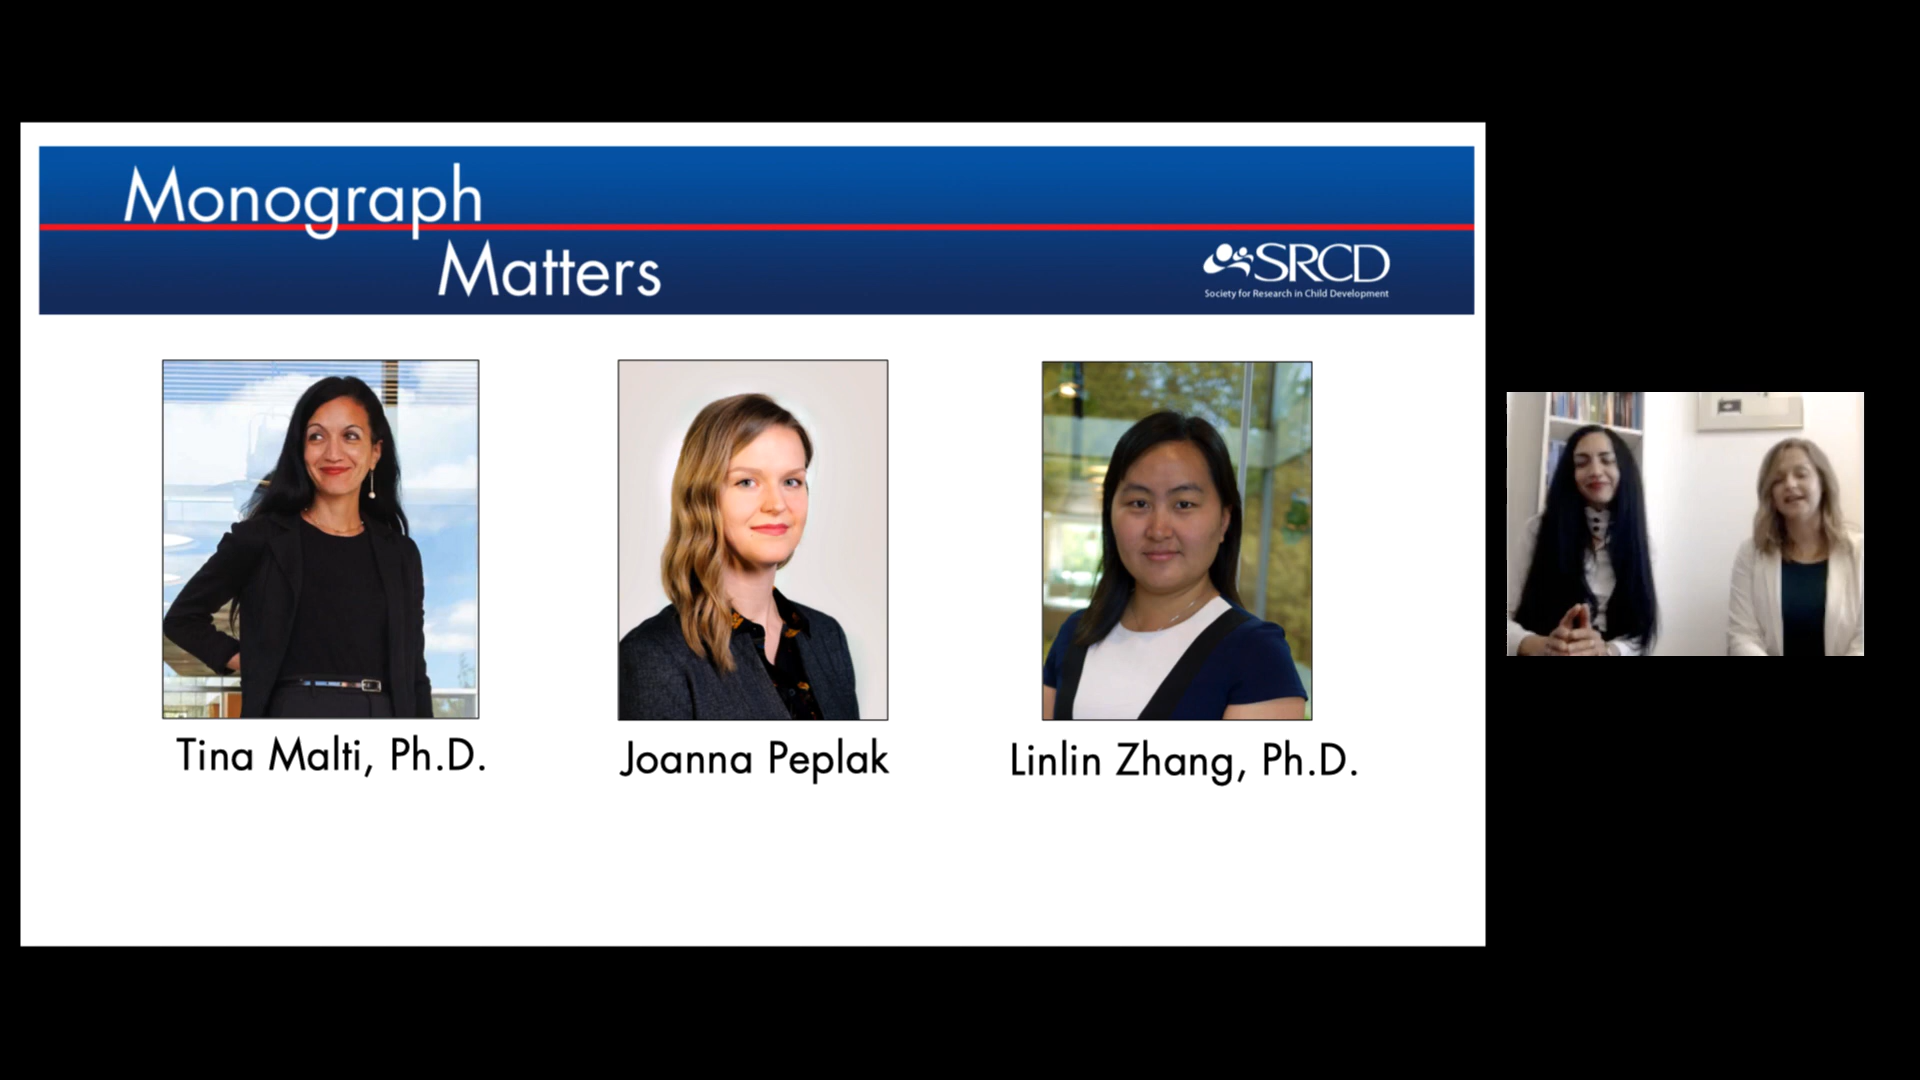 Monograph
Matters
SRCD
Society for Research in Child Development
Tina Malti, Ph.D.
Joanna Peplak
Linlin Zhang, Ph.D.